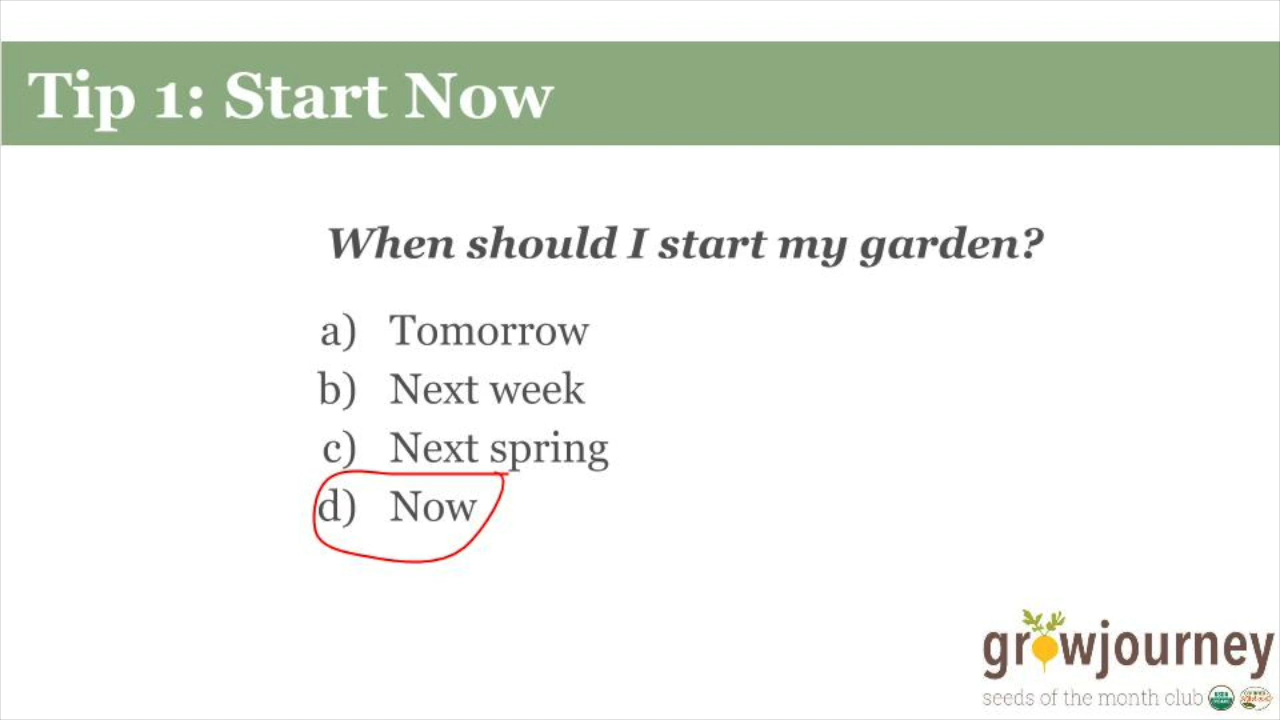 Tip 1: Start Now
When should I start my garden?
a) Tomorrow
b) Next week
c) Next spring
d) Now
growjourney
seeds of the month club